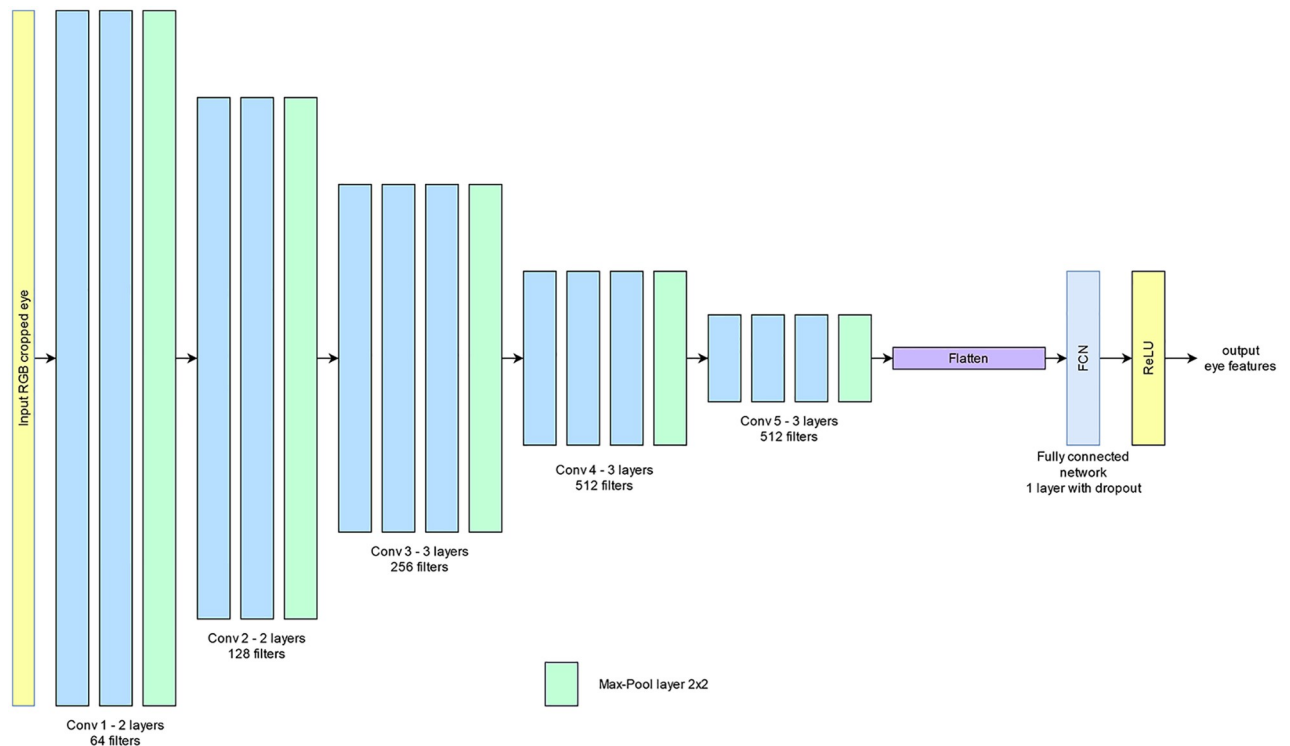 Input RGB cropped eye
Conv 1 - 2 layers
64 filters
Conv 2 - 2 layers
128 filters
Conv 3 - 3 layers
256 filters
Conv 4 - 3 layers
512 filters
Conv 5 - 3 layers
512 filters
Flatten
FCN
Fully connected
network
1 layer with dropout
ReLU
output
eye features
Max-Pool layer 2x2